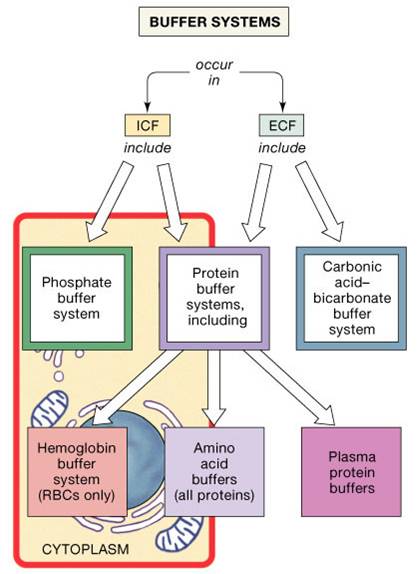 BUFFER SYSTEMS
occur
in
ICF
ECF
include
include
Phosphate
buffer
system
Protein
buffer
systems,
including
Carbonic
acid–
bicarbonate
buffer
system
Hemoglobin
buffer
system
(RBCs only)
Amino
acid
buffers
(all proteins)
Plasma
protein
buffers
CYTOPLASM